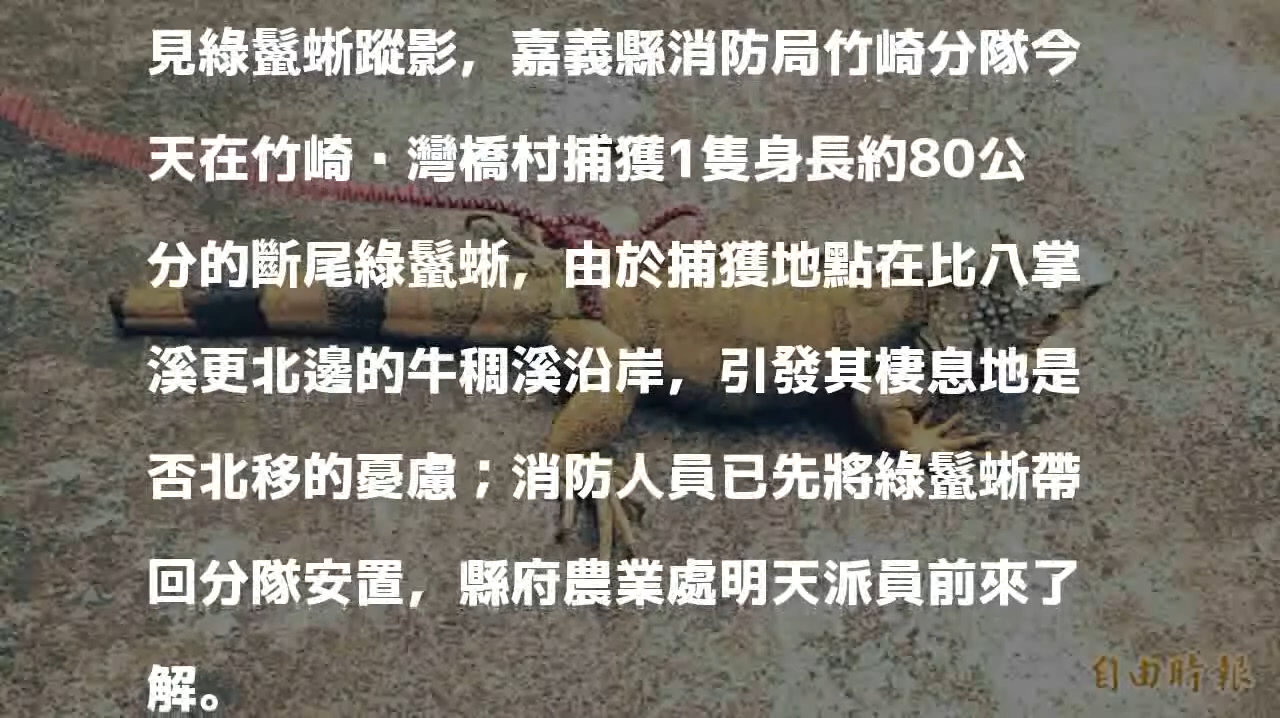 見綠鬣蜥蹤影，嘉義縣消防局竹崎分隊今
天在竹崎·灣橋村捕獲1隻身長約80公
分的斷尾綠鬣蜥，由於捕獲地點在比八掌
溪更北邊的牛稠溪沿岸，引發其棲息地是
否北移的憂慮；消防人員已先將綠鬣蜥帶
回分隊安置，縣府農業處明天派員前來了
解。
自由時報